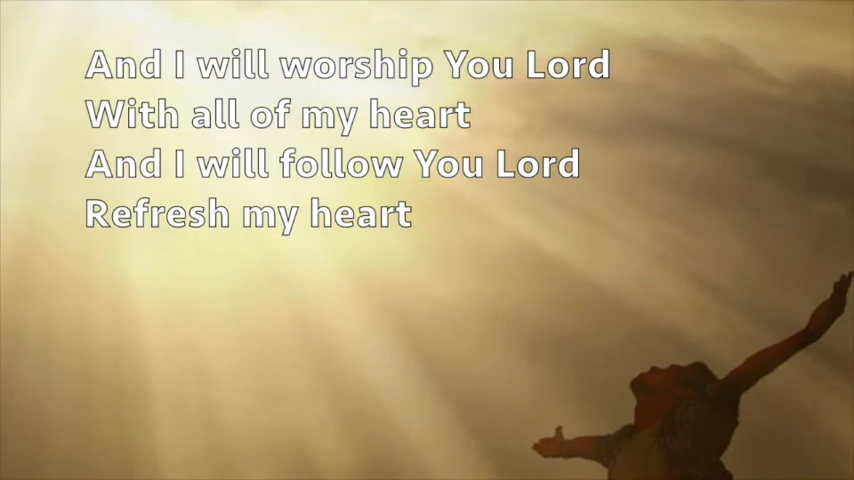 And I will worship You Lord
With all of my heart
And I will follow You Lord
Refresh my heart